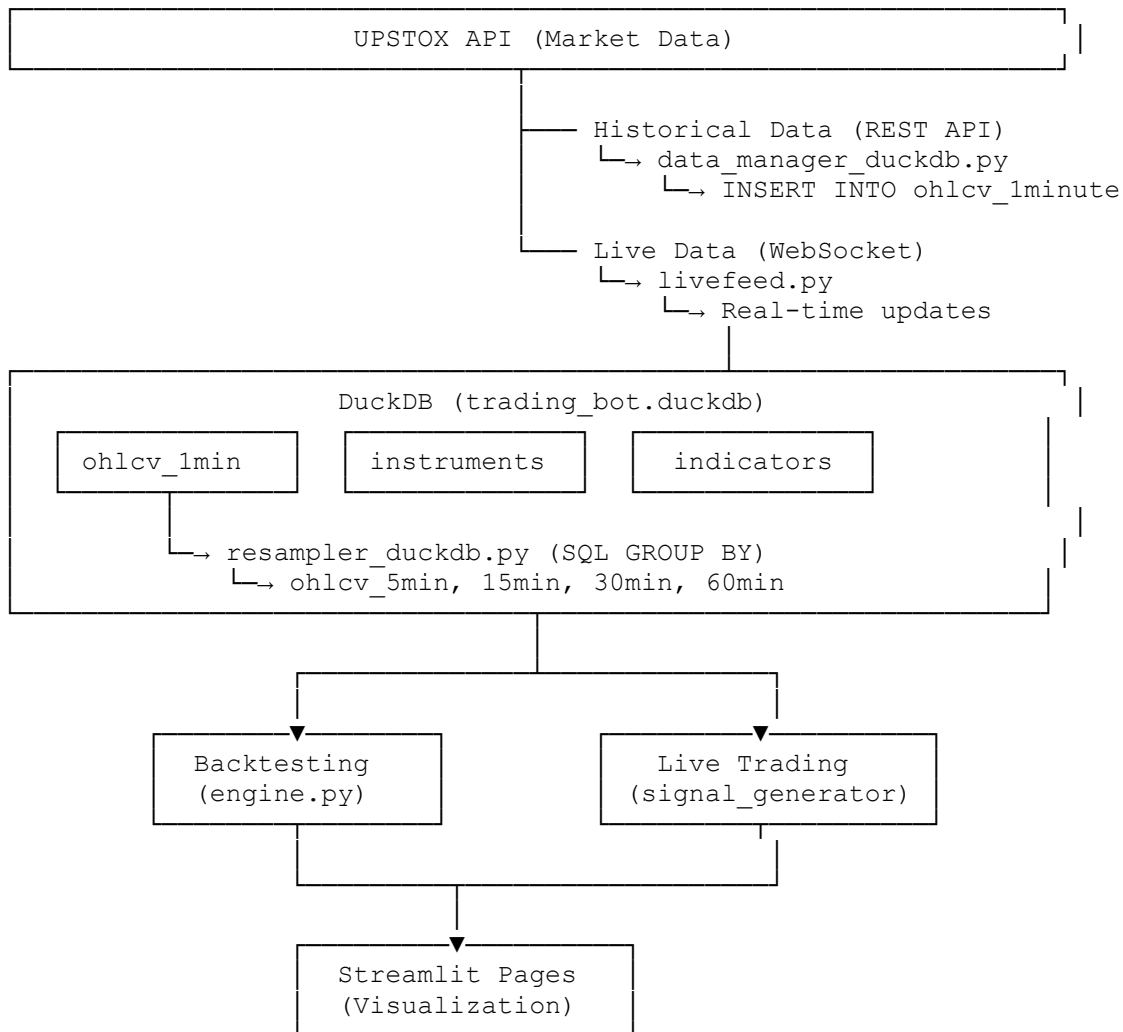 UPSTOX API (Market Data)
Historical Data (REST API)
data_manager_duckdb.py
INSERT INTO ohlcv_1minute
Live Data (WebSocket)
livefeed.py
Real-time updates
DuckDB (trading_bot.duckdb)
ohlcv_1min instruments indicators
resampler_duckdb.py (SQL GROUP BY)
ohlcv_5min, 15min, 30min, 60min
Backtesting Live Trading
(engine.py) (signal_generator)
Streamlit Pages
(Visualization)